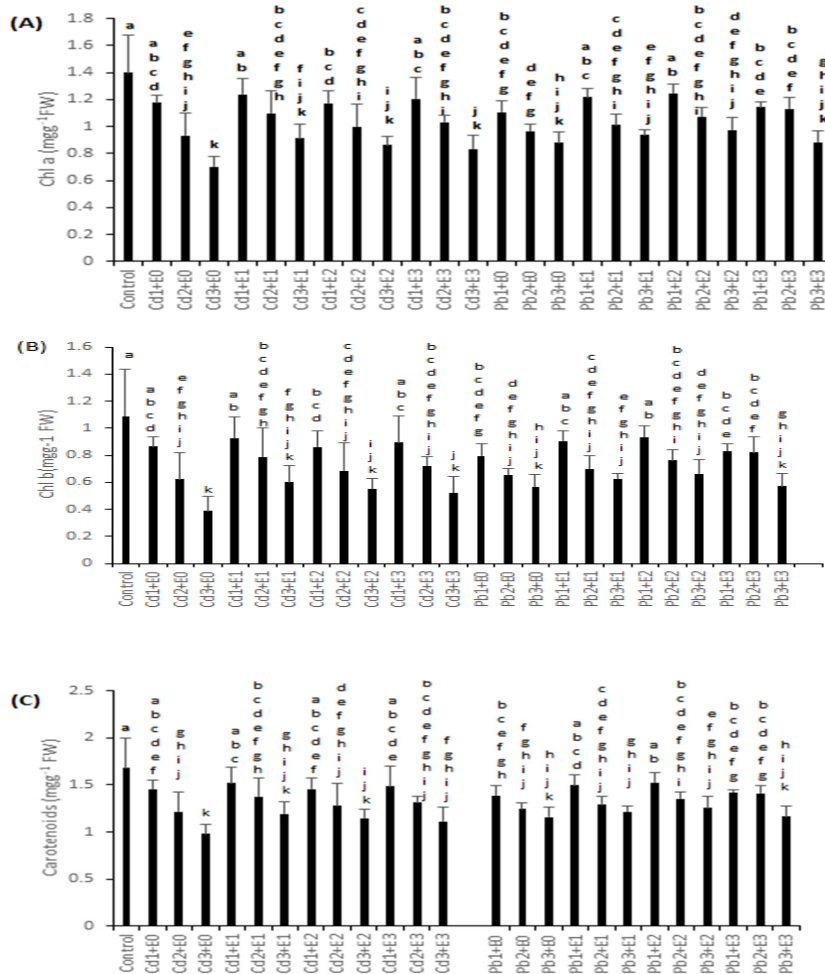 (A)
Chl a (mgg⁻¹FW)
1.8
1.6
1.4
1.2
1
0.8
0.6
0.4
0.2
0
a
a b c d
e f g h i j
k
a b
b c d e f g h
f i j k
b c d
c d e f g h i
i j k
a b c
b c d e f g h i
j k
b c d e f g
d e f g
h i j k
a b c
c d e f g h i
e f g h i j
a b
b c d e f g h i
d e f g h i j
b c d e
b c d e f
g h i j k
Control
Cd1+E0
Cd2+E0
Cd3+E0
Cd1+E1
Cd2+E1
Cd3+E1
Cd1+E2
Cd2+E2
Cd3+E2
Cd1+E3
Cd2+E3
Cd3+E3
Pb1+E0
Pb2+E0
Pb3+E0
Pb1+E1
Pb2+E1
Pb3+E1
Pb1+E2
Pb2+E2
Pb3+E2
Pb1+E3
Pb2+E3
Pb3+E3
(B)
Chl b(mgg-1 FW)
1.6
1.4
1.2
1
0.8
0.6
0.4
0.2
0
a
a b c d
e f g h i j
k
a b
b c d e f g h
f g h i j k
b c d
c d e f g h i j
i j k
a b c
b c d e f g h i j
j k
b c d e f g
d e f g h i j
h i j k
a b c
c d e f g h i j
e f g h i j
a b
b c d e f g h i
d e f g h i j
b c d e
b c d e f
g h i j k
Control
Cd1+E0
Cd2+E0
Cd3+E0
Cd1+E1
Cd2+E1
Cd3+E1
Cd1+E2
Cd2+E2
Cd3+E2
Cd1+E3
Cd2+E3
Cd3+E3
Pb1+E0
Pb2+E0
Pb3+E0
Pb1+E1
Pb2+E1
Pb3+E1
Pb1+E2
Pb2+E2
Pb3+E2
Pb1+E3
Pb2+E3
Pb3+E3
(C)
Carotenoids (mgg⁻¹ FW)
2.5
2
1.5
1
0.5
0
a
a b c d e f
g h i j
k
a b c
b c d e f g h
g h i j k
a b c d e f
d e f g h i j
i j k
a b c d e
b c d e f g h i j
f g h i j
b c e f g h
f g h i j
h i j k
a b c d
c d e f g h i j
g h i j
a b
b c d e f g h i
e f g h i j
b c d e f g
b c d e f g
h i j k
Control
Cd1+E0
Cd2+E0
Cd3+E0
Cd1+E1
Cd2+E1
Cd3+E1
Cd1+E2
Cd2+E2
Cd3+E2
Cd1+E3
Cd2+E3
Cd3+E3
Pb1+E0
Pb2+E0
Pb3+E0
Pb1+E1
Pb2+E1
Pb3+E1
Pb1+E2
Pb2+E2
Pb3+E2
Pb1+E3
Pb2+E3
Pb3+E3